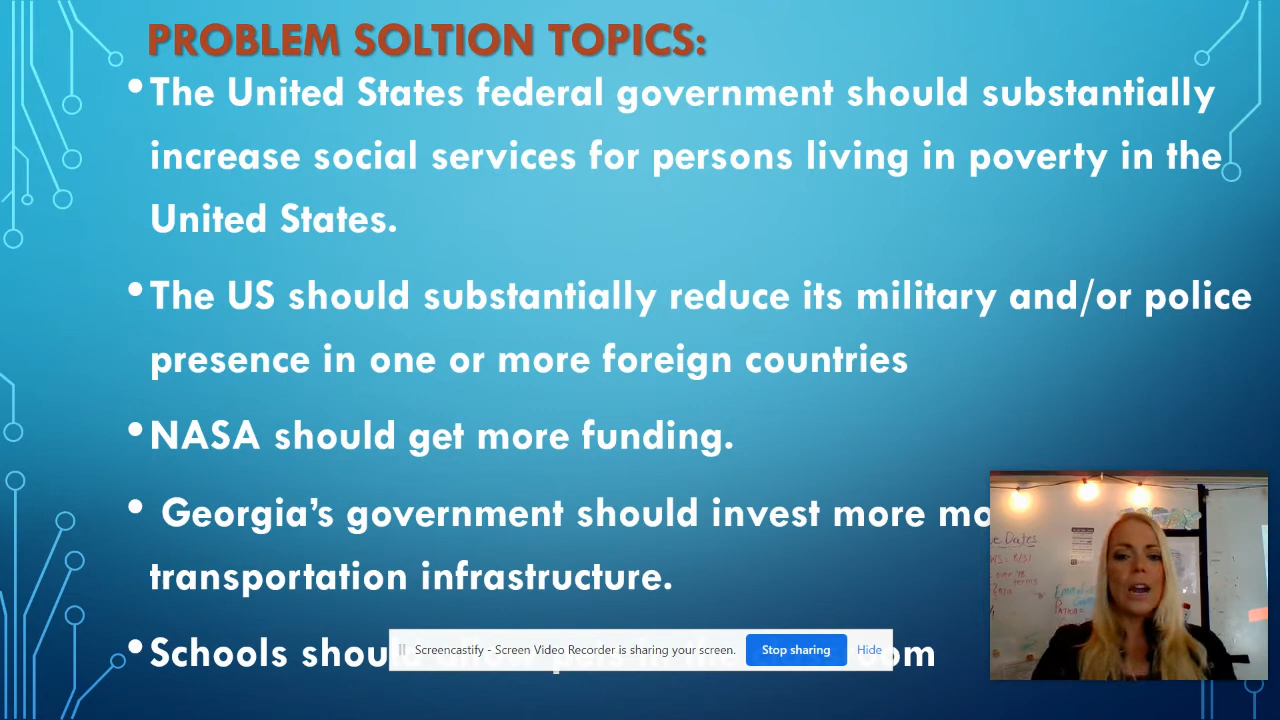 PROBLEM SOLTION TOPICS:
•The United States federal government should substantially
increase social services for persons living in poverty in the
United States.
•The US should substantially reduce its military and/or police
presence in one or more foreign countries
•NASA should get more funding.
• Georgia’s government should invest more
transportation infrastructure.
•Schools
Screencastify - Screen Video Recorder is sharing your screen. Stop sharing Hide